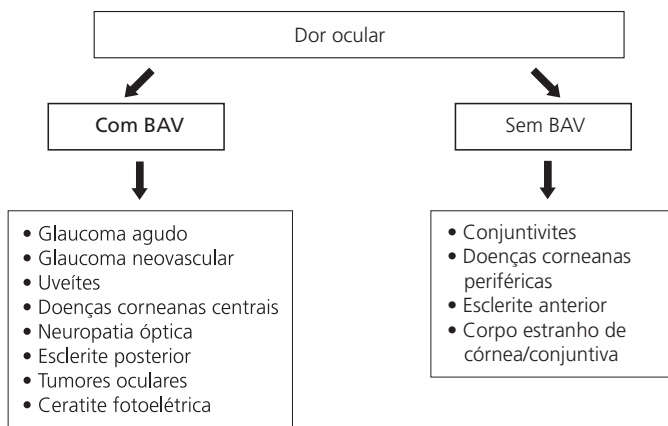 Dor ocular
Com BAV
Sem BAV
• Glaucoma agudo
• Glaucoma neovascular
• Uveítes
• Doenças corneanas centrais
• Neuropatia óptica
• Esclerite posterior
• Tumores oculares
• Ceratite fotoelétrica
• Conjuntivites
• Doenças corneanas
periféricas
• Esclerite anterior
• Corpo estranho de
córnea/conjuntiva